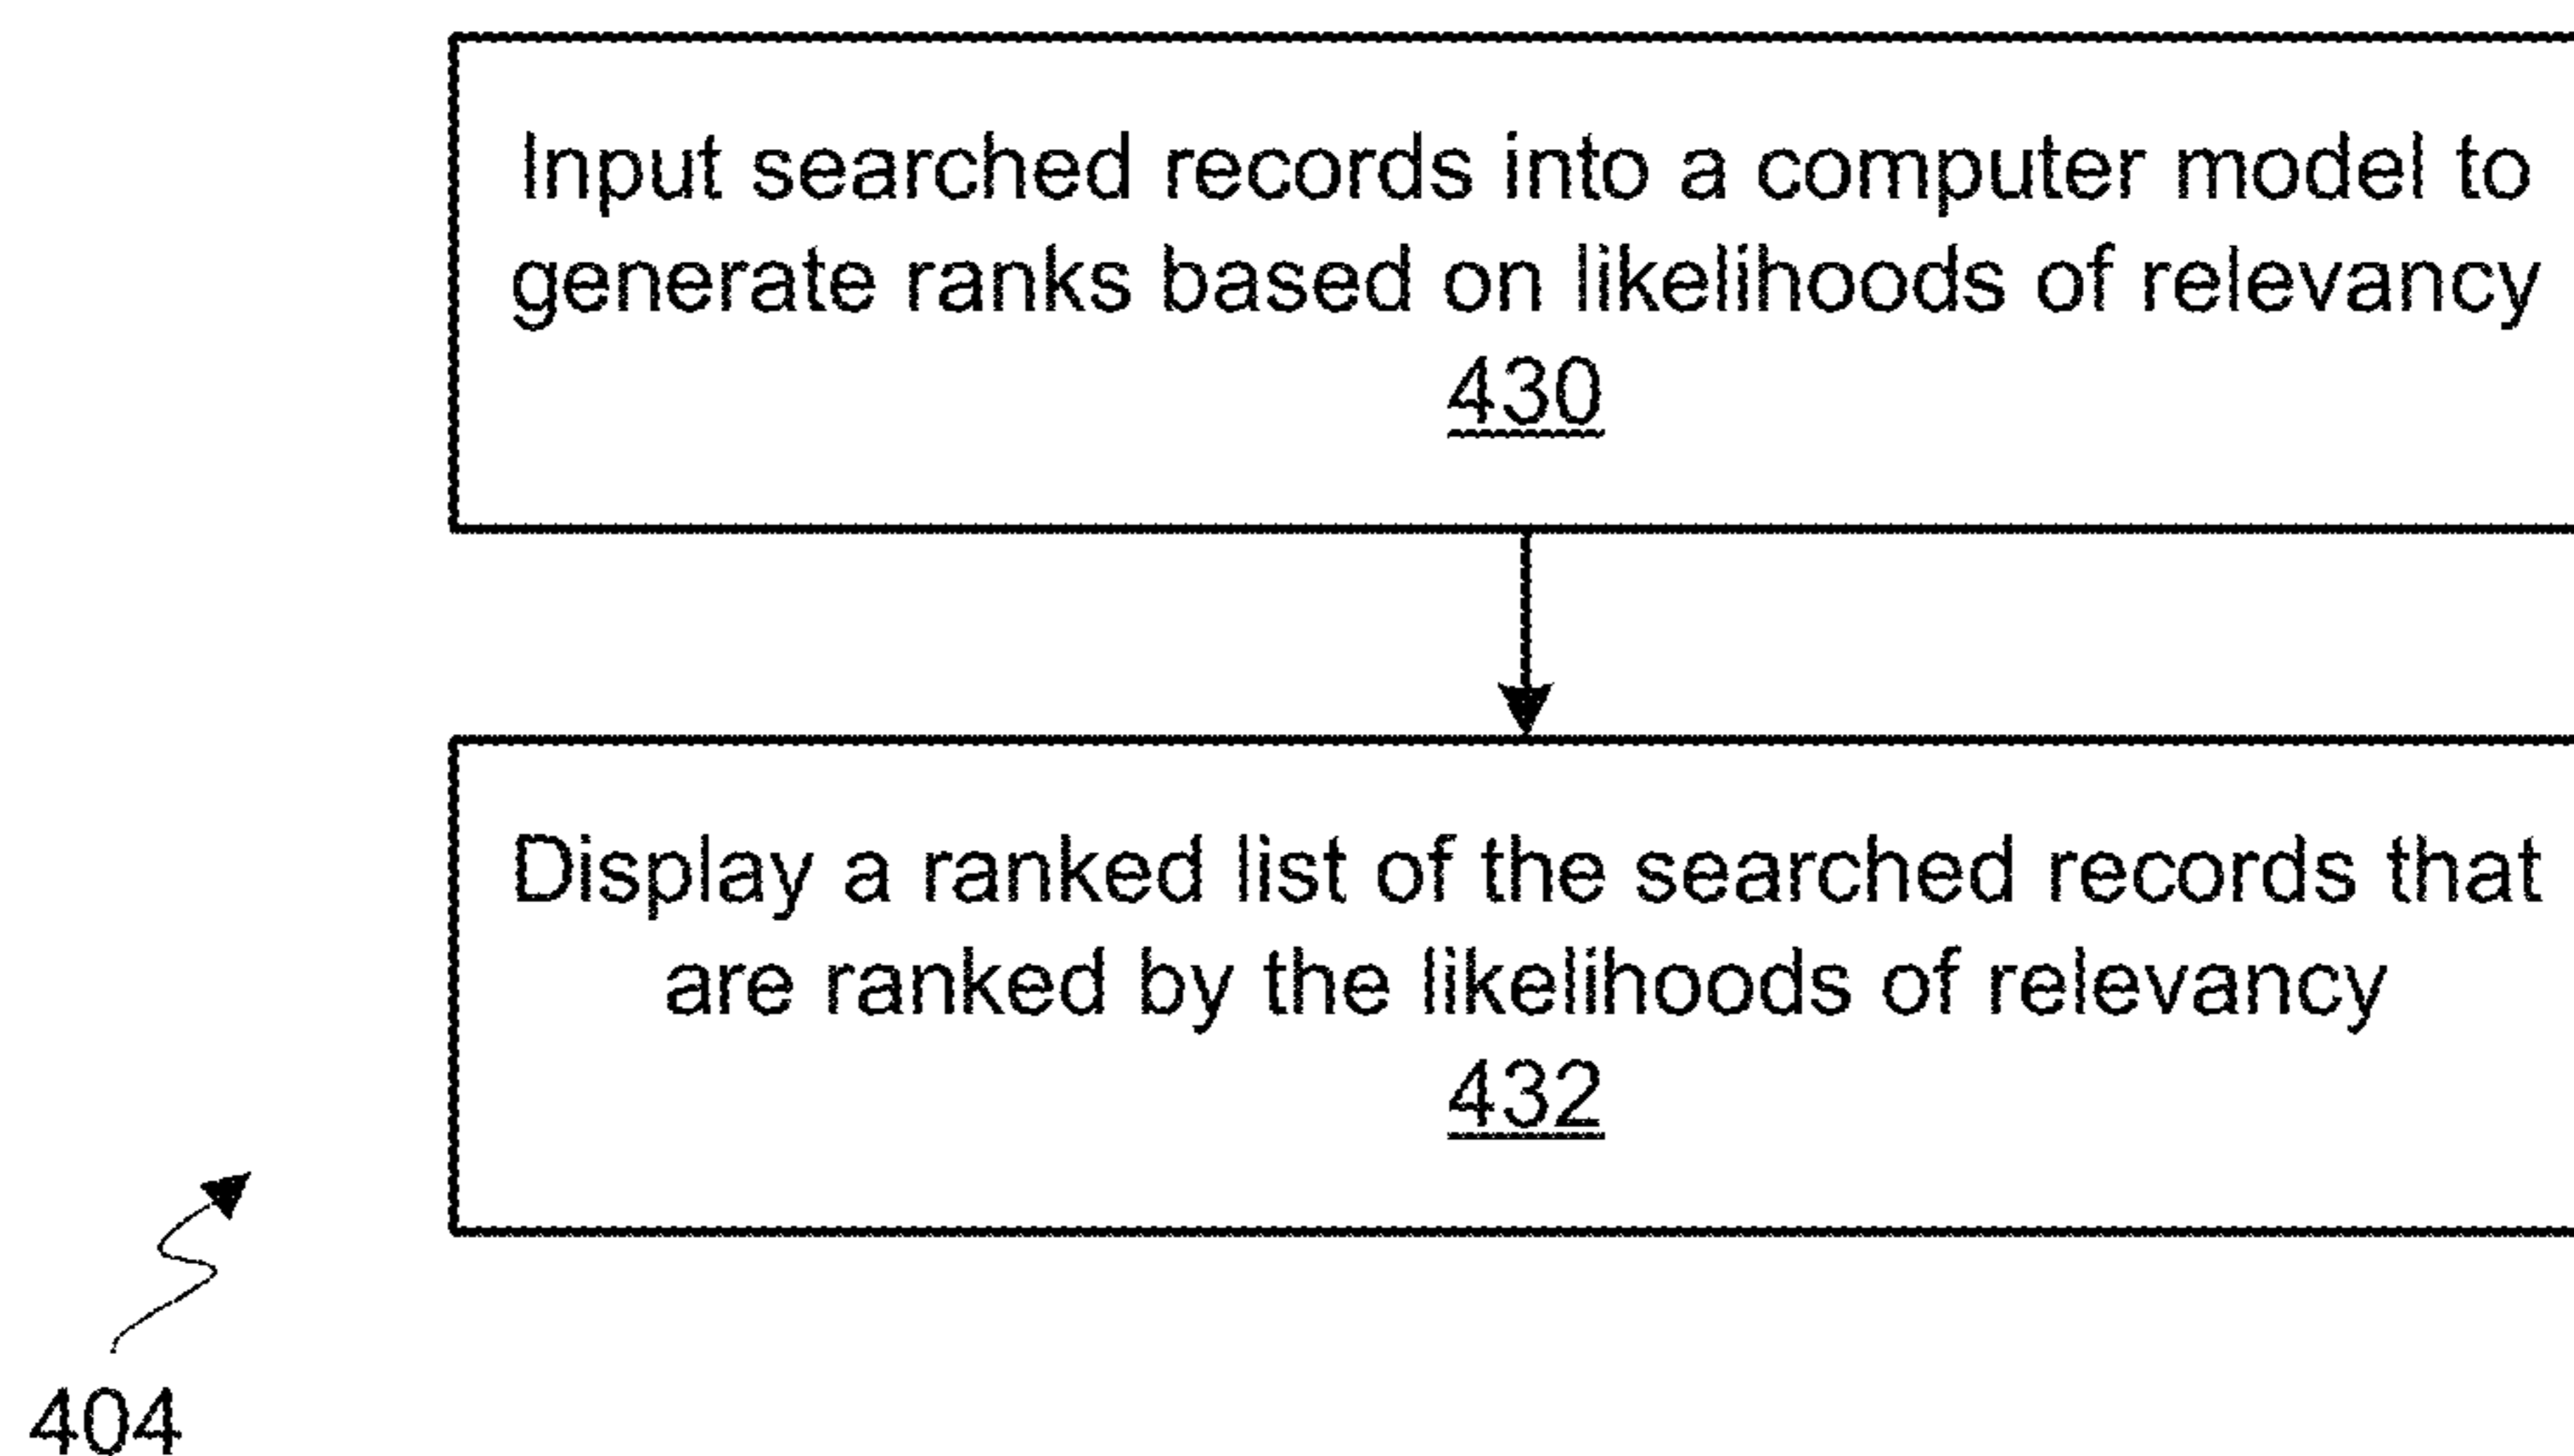 Input searched records into a computer model to
generate ranks based on likelihoods of relevancy
430
Display a ranked list of the searched records that
are ranked by the likelihoods of relevancy
432
404